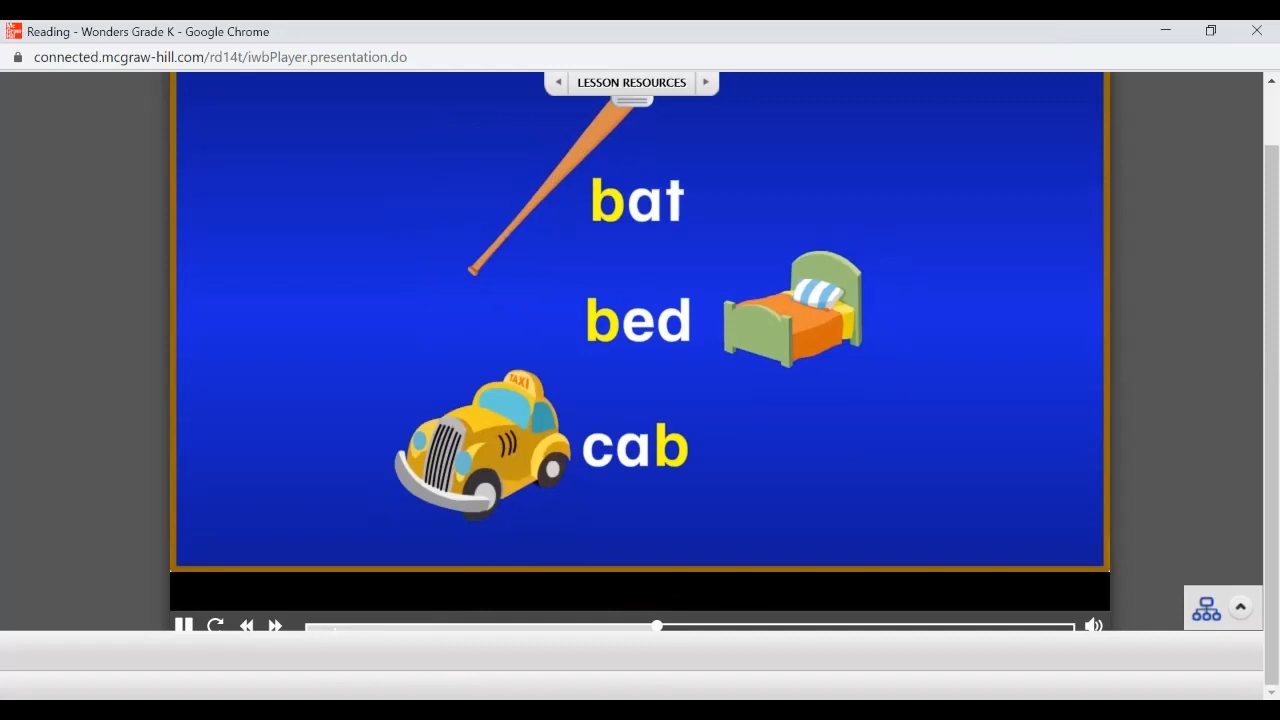 Reading - Wonders Grade K - Google Chrome
connected.mcgraw-hill.com/rd14t/iwbPlayer.presentation.do
LESSON RESOURCES
bat
bed
TAXI
cab